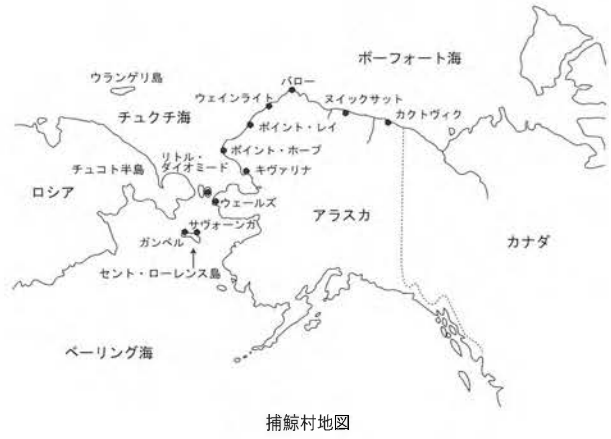 ボーフォート海
ウランゲリ島
バロー
ウェインライト
ヌイックサット
カクトヴィク
チュクチ海
ポイント・レイ
ポイント・ホープ
リトル・
ダイオミード
チュコト半島
キヴァリナ
ロシア
ウェールズ
アラスカ
サヴォーンガ
ガンベル
カナダ
セント・ローレンス島
ベーリング海
捕鯨村地図